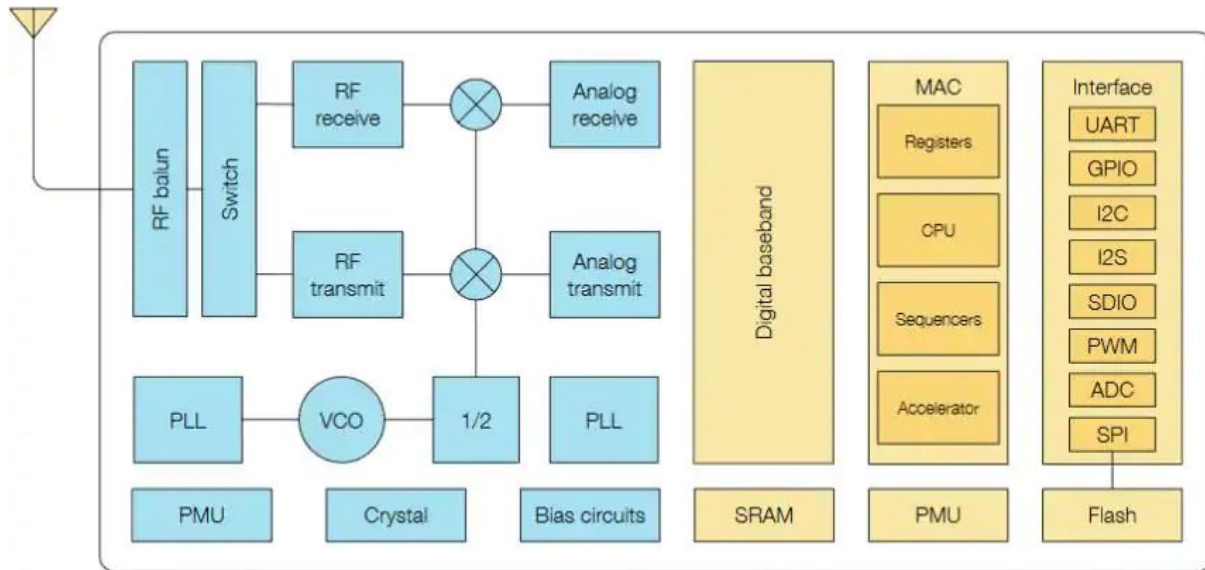 RF balun
Switch
RF
receive
Analog
receive
RF
transmit
Analog
transmit
PLL
VCO
1/2
PLL
PMU
Crystal
Bias circuits
Digital baseband
SRAM
MAC
Registers
CPU
Sequencers
Accelerator
PMU
Interface
UART
GPIO
I2C
I2S
SDIO
PWM
ADC
SPI
Flash